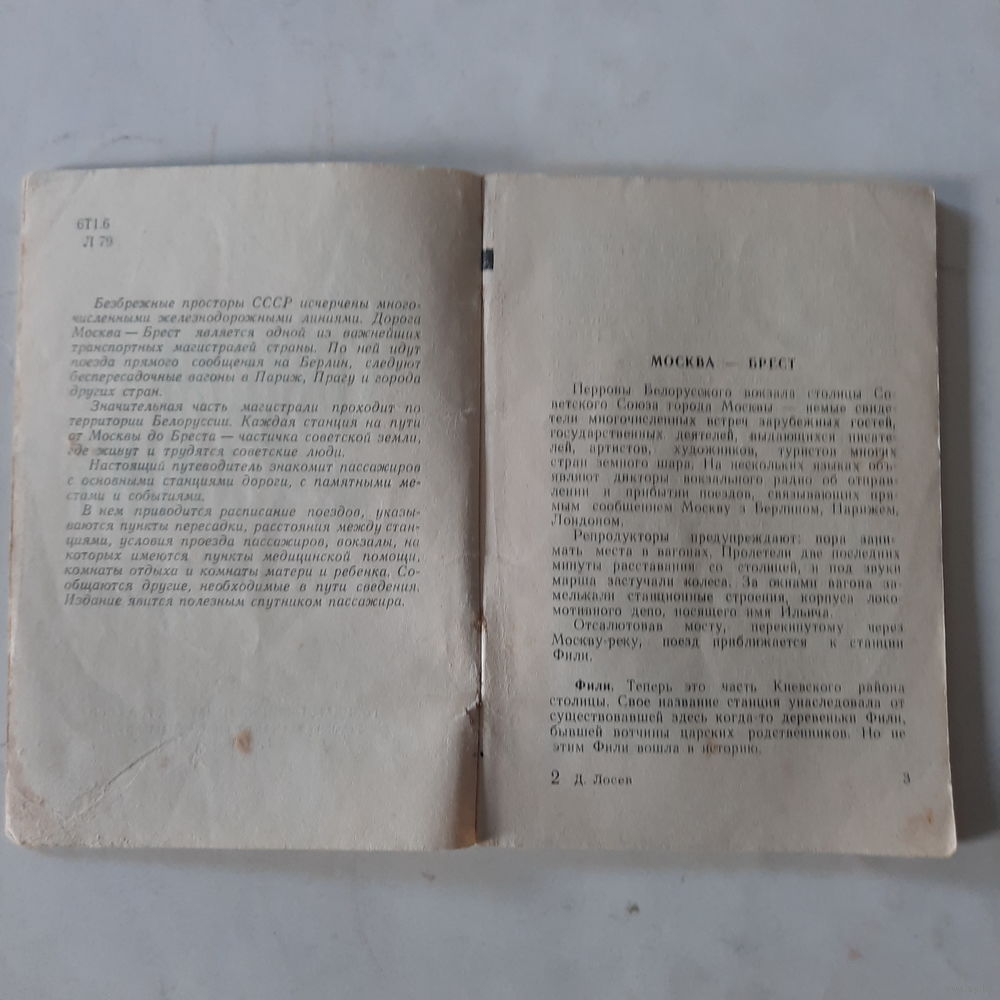 6Т1.6
Л 79
Безбрежные просторы СССР исчерчены много-
численными железнодорожными линиями. Дорога
Москва — Брест является одной из важнейших
транспортных магистралей страны. По ней идут
поезда прямого сообщения на Берлин, следуют
беспересадочные вагоны в Париж, Прагу и города
других стран.
Значительная часть магистрали проходит по
территории Белоруссии. Каждая станция на пути
от Москвы до Бреста — частичка советской земли,
где живут и трудятся советские люди.
Настоящий путеводитель знакомит пассажиров
с основными станциями дороги, с памятными ме-
стами и событиями.
В нем приводится расписание поездов, указы-
ваются пункты пересадки, расстояния между стан-
циями, условия проезда пассажиров, вокзалы, на
которых имеются пункты медицинской помощи,
комнаты отдыха и комнаты матери и ребенка. Со-
общаются другие, необходимые в пути сведения.
Издание явится полезным спутником пассажира.
МОСКВА — БРЕСТ
Перроны Белорусского вокзала столицы Со-
ветского Союза города Москвы — немые свиде-
тели многочисленных встреч зарубежных гостей,
государственных деятелей, выдающихся писате-
лей, артистов, художников, туристов многих
стран земного шара. На нескольких языках объ-
являют дикторы вокзального радио об отправ-
лении и прибытии поездов, связывающих пря-
мым сообщением Москву з Берлином, Парижем,
Лондоном.
Репродукторы предупреждают: пора зани-
мать места в вагонах. Пролетели две последних
минуты расставания со столицей, и под звуки
марша застучали колеса. За окнами вагона за-
мелькали станционные строения, корпуса локо-
мотивного депо, носящего имя Ильича.
Отсалютовав мосту, перекинутому через
Москву-реку, поезд приближается к станции
Фили.
Фили. Теперь это часть Киевского района
столицы. Свое название станция унаследовала от
существовавшей здесь когда-то деревеньки Фили,
бывшей вотчины царских родственников. Но не
этим Фили вошла в историю.
2 Д. Лосев
3